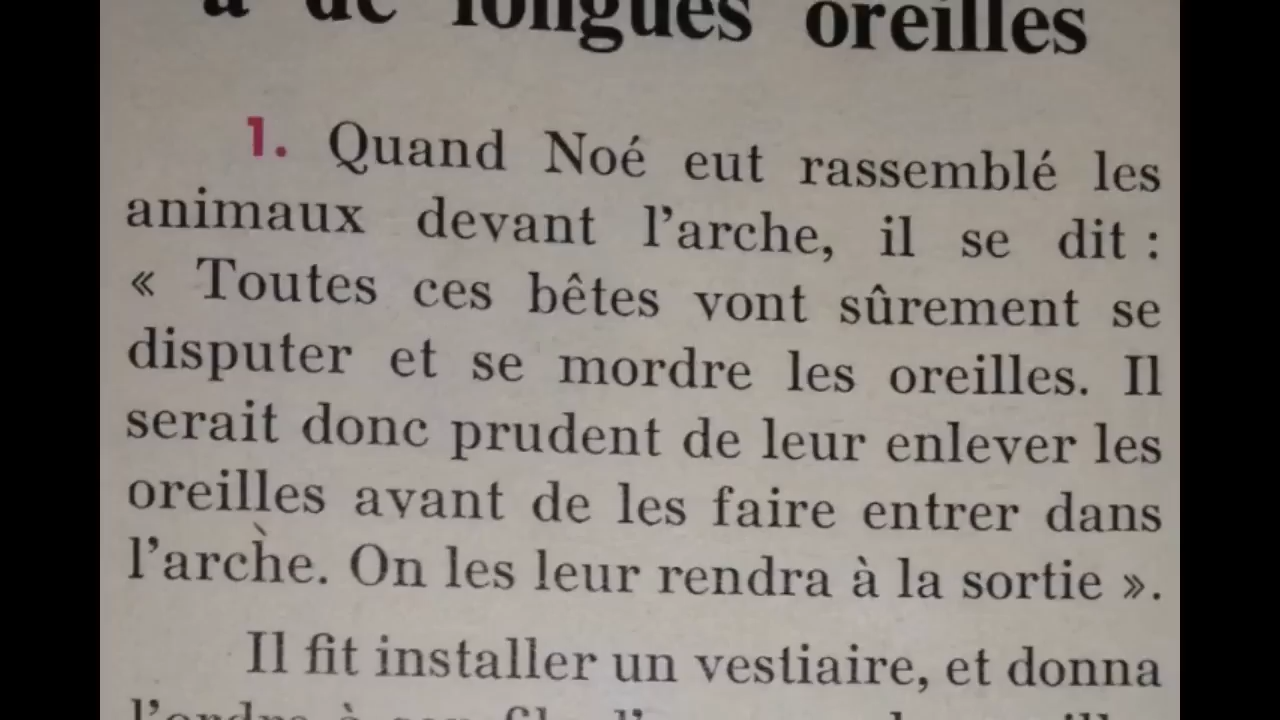 a de longues oreilles
1. Quand Noé eut rassemblé les
animaux devant l'arche, il se dit :
« Toutes ces bêtes vont sûrement se
disputer et se mordre les oreilles. Il
serait donc prudent de leur enlever les
oreilles avant de les faire entrer dans
l'arche. On les leur rendra à la sortie ».
Il fit installer un vestiaire, et donna